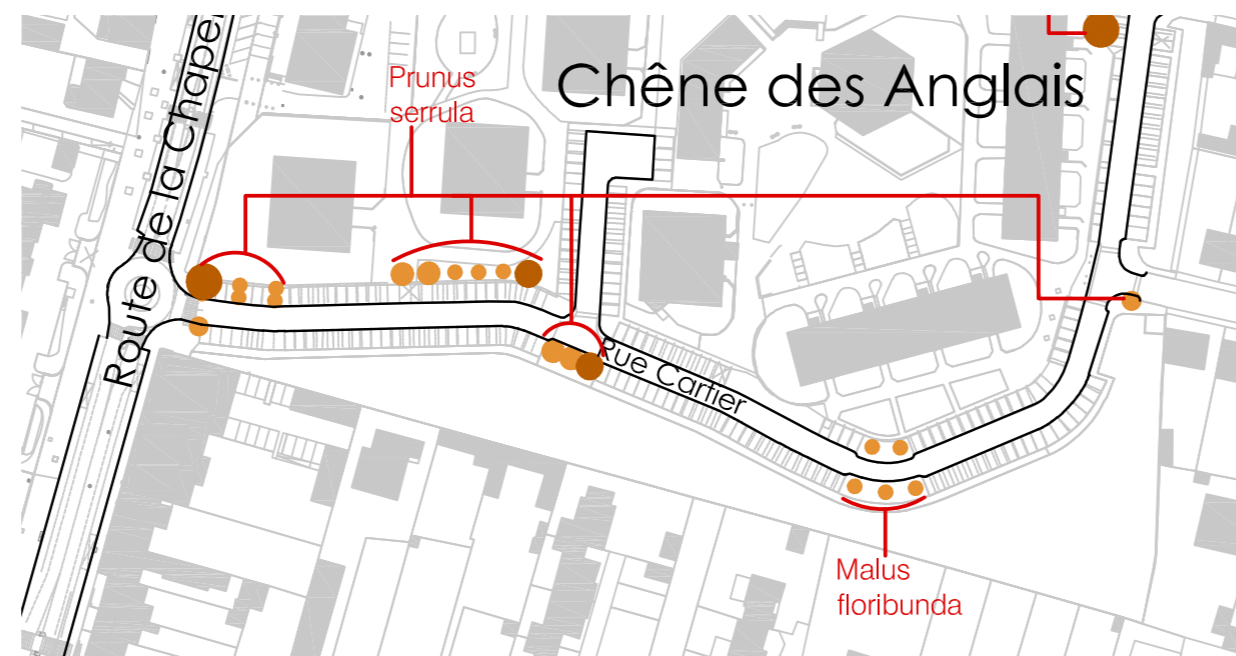 Prunus
serrula
Chêne des Anglais
Route de la Chapel
Rue Cartier
Malus
floribunda